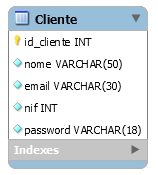 Cliente
id_cliente INT
nome VARCHAR(50)
email VARCHAR(30)
nif INT
password VARCHAR(18)
Indexes